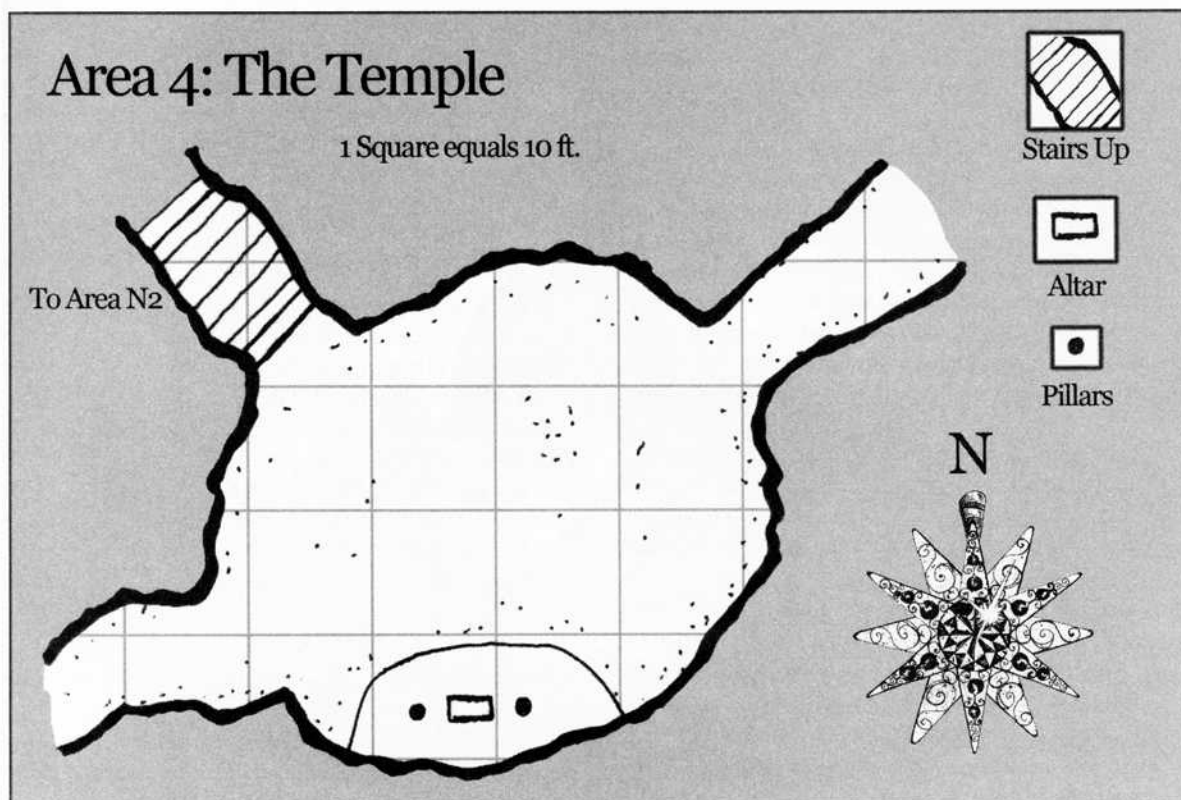 Area 4: The Temple
1 Square equals 10 ft.
Stairs Up
To Area N2
Altar
Pillars
N